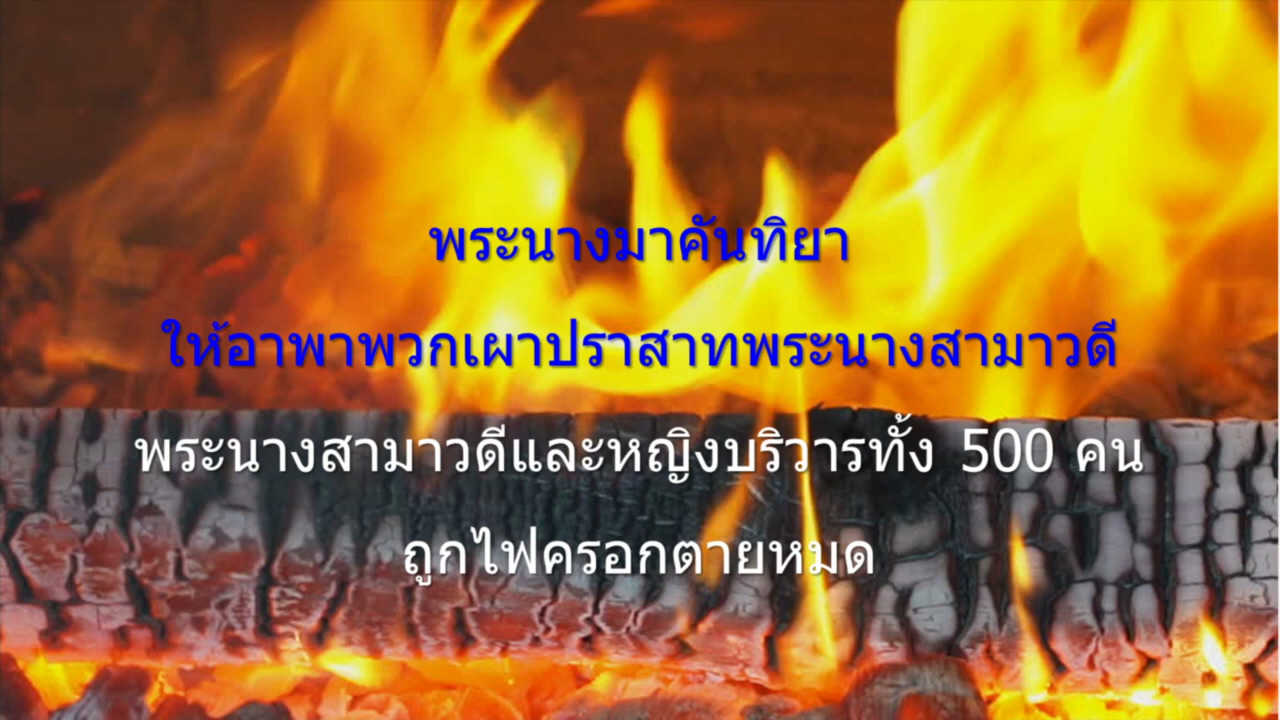 พระนางมาคันทิยา
ให้อาพาพวกเผาปราสาทพระนางสามาวดี
พระนางสามาวดีและหญิงบริวารทั้ง 500 คน
ถูกไฟครอกตายหมด